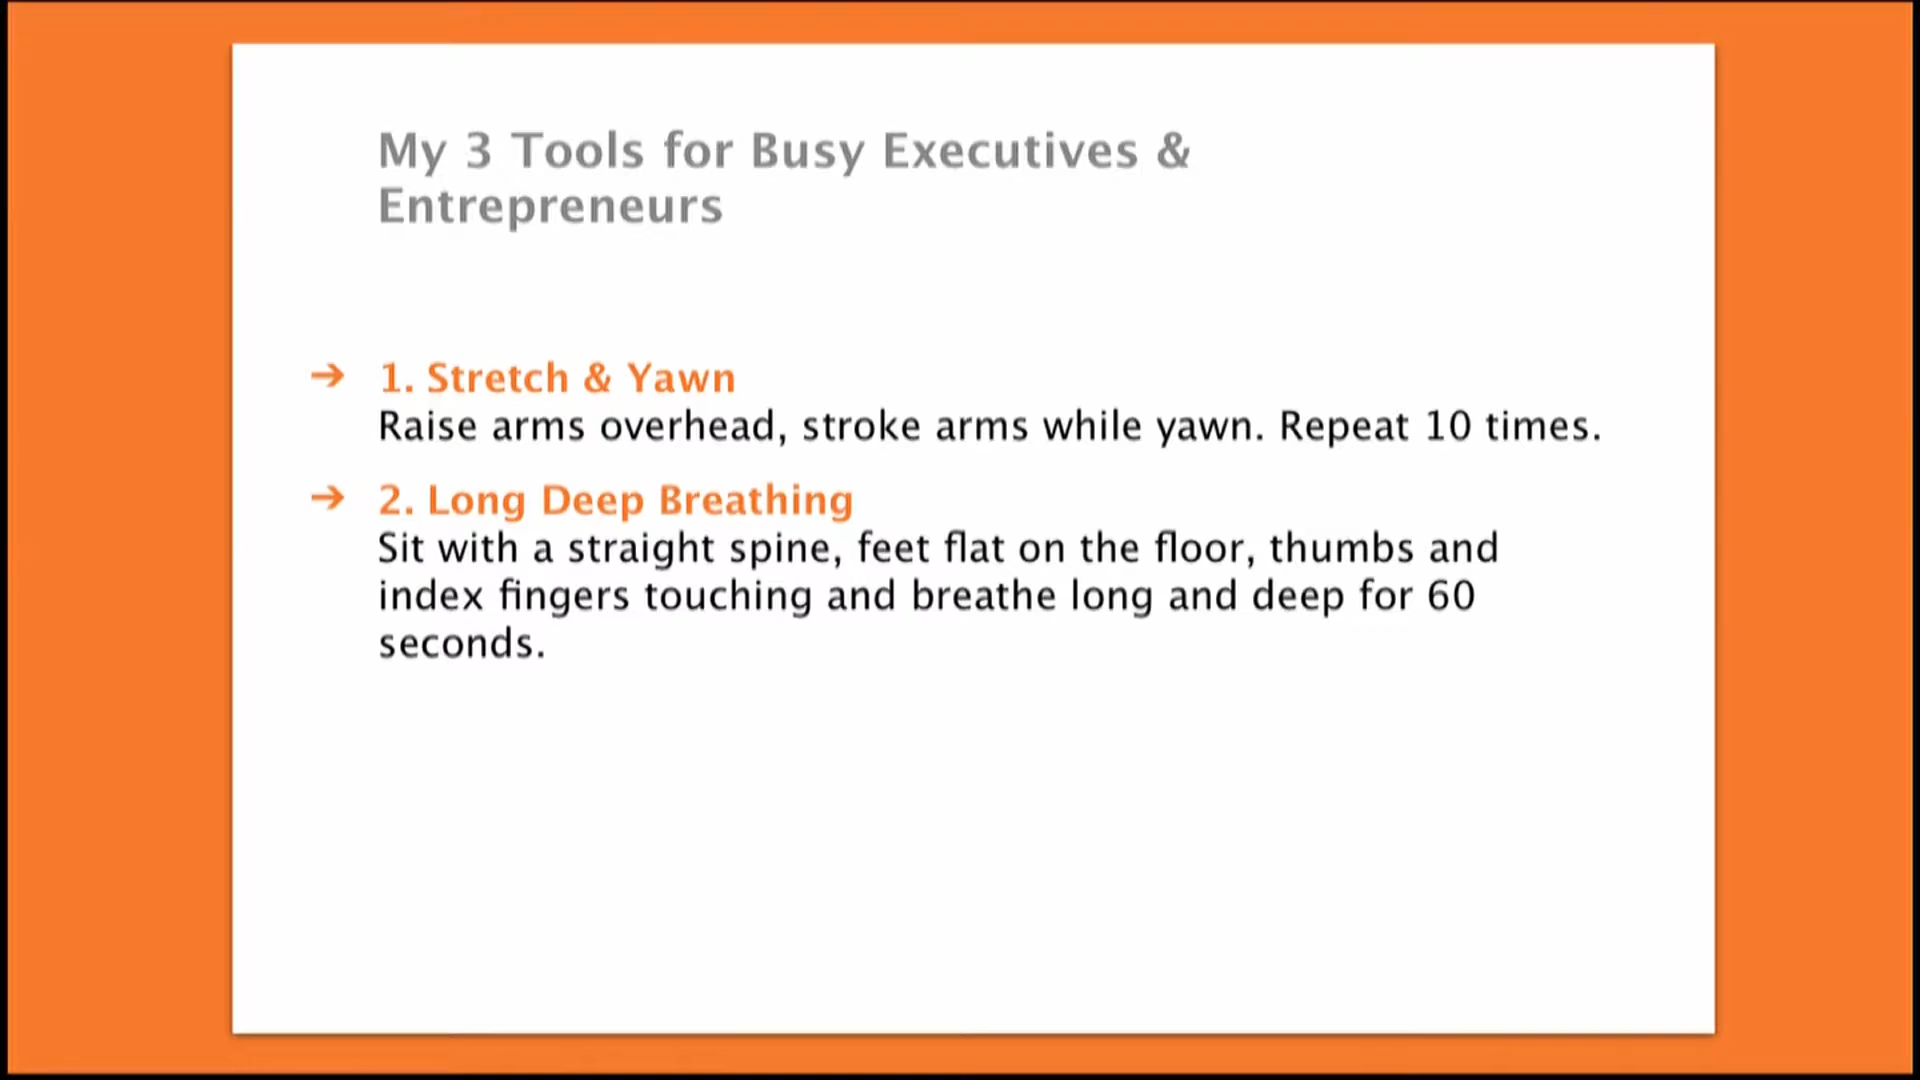 My 3 Tools for Busy Executives &
Entrepreneurs
➔ 1. Stretch & Yawn
Raise arms overhead, stroke arms while yawn. Repeat 10 times.
➔ 2. Long Deep Breathing
Sit with a straight spine, feet flat on the floor, thumbs and
index fingers touching and breathe long and deep for 60
seconds.